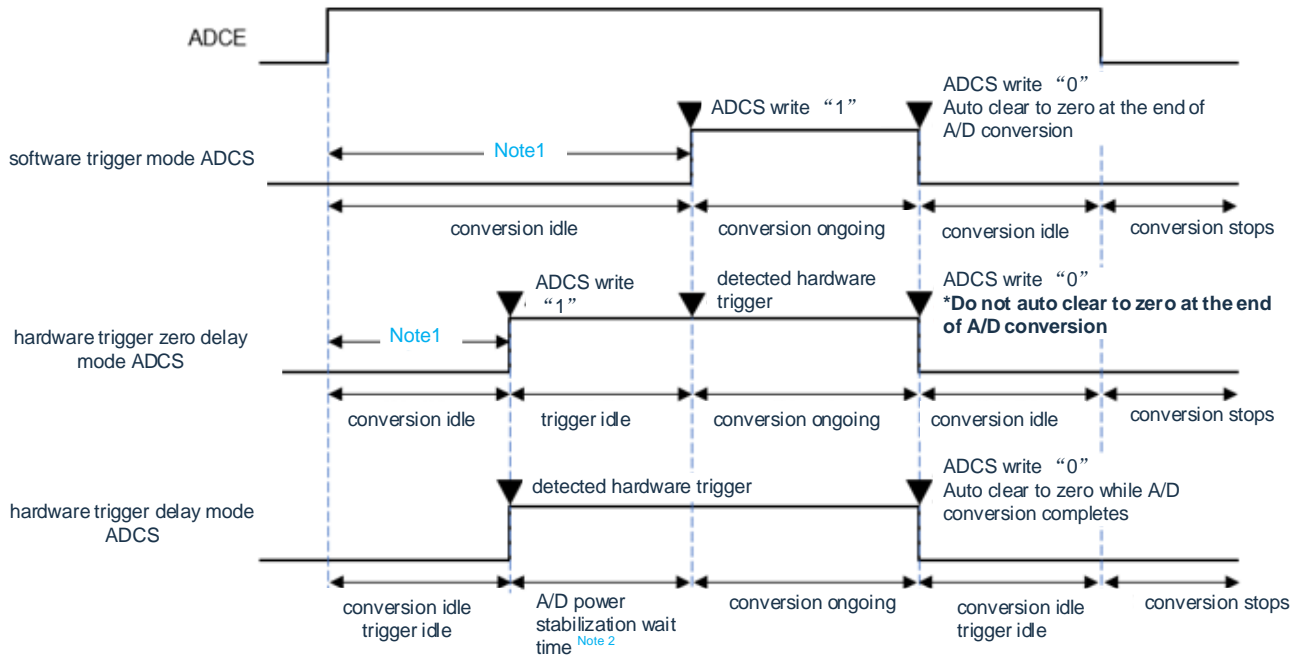 ADCE
ADCS write “1”
ADCS write “0”
Auto clear to zero at the end of
A/D conversion
software trigger mode ADCS
Note1
conversion idle
conversion ongoing
conversion idle
conversion stops
ADCS write
“1”
detected hardware
trigger
ADCS write “0”
*Do not auto clear to zero at the end
of A/D conversion
hardware trigger zero delay
mode ADCS
Note1
conversion idle
trigger idle
conversion ongoing
conversion idle
conversion stops
detected hardware trigger
ADCS write “0”
Auto clear to zero while A/D
conversion completes
hardware trigger delay mode
ADCS
conversion idle
trigger idle
A/D power
stabilization wait
time Note 2
conversion ongoing
conversion idle
trigger idle
conversion stops